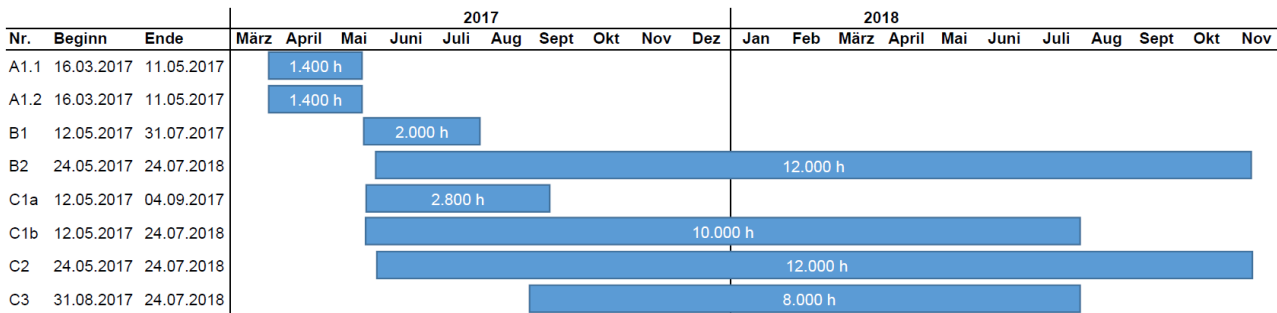 2017 2018
Nr. Beginn Ende März April Mai Juni Juli Aug Sept Okt Nov Dez Jan Feb März April Mai Juni Juli Aug Sept Okt Nov
A1.1 16.03.2017 11.05.2017 1.400 h
A1.2 16.03.2017 11.05.2017 1.400 h
B1 12.05.2017 31.07.2017 2.000 h
B2 24.05.2017 24.07.2018 12.000 h
C1a 12.05.2017 04.09.2017 2.800 h
C1b 12.05.2017 24.07.2018 10.000 h
C2 24.05.2017 24.07.2018 12.000 h
C3 31.08.2017 24.07.2018 8.000 h